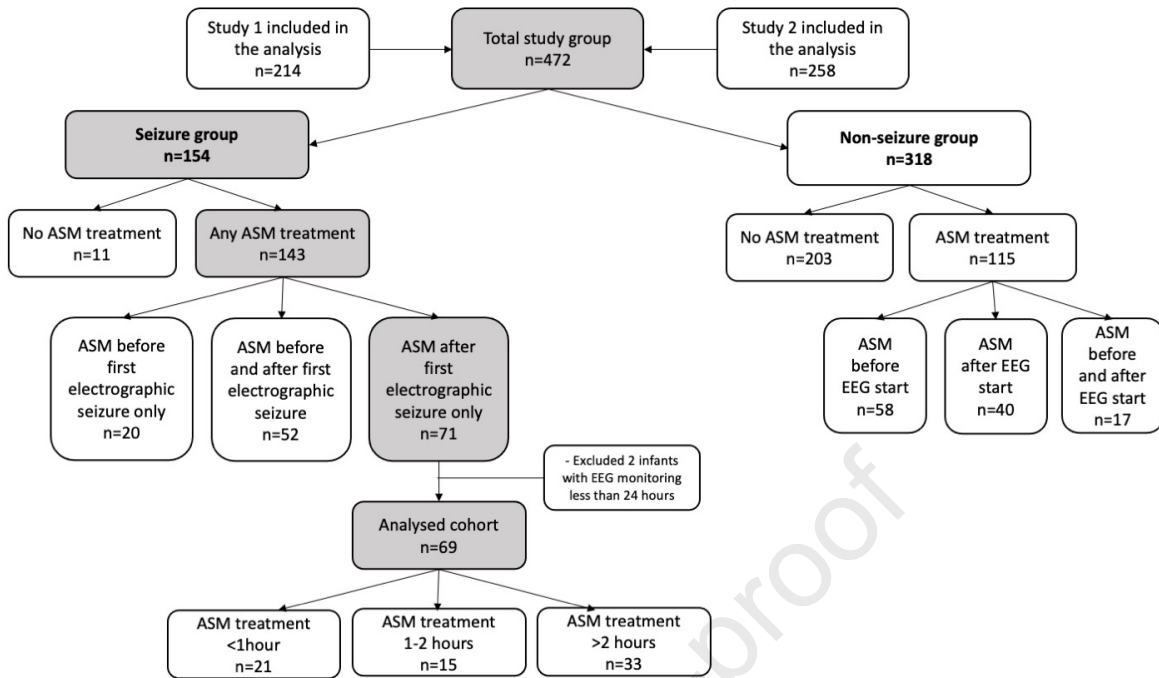 Study 1 included in
the analysis
n=214
Total study group
n=472
Study 2 included in
the analysis
n=258
Seizure group
n=154
Non-seizure group
n=318
No ASM treatment
n=11
Any ASM treatment
n=143
No ASM treatment
n=203
ASM treatment
n=115
ASM before
first
electrographic
seizure only
n=20
ASM before
and after first
electrographic
seizure
n=52
ASM after
first
electrographic
seizure only
n=71
ASM
before
EEG start
n=58
ASM
after EEG
start
n=40
ASM
before
and after
EEG start
n=17
- Excluded 2 infants
with EEG monitoring
less than 24 hours
Analysed cohort
n=69
ASM treatment
<1hour
n=21
ASM treatment
1-2 hours
n=15
ASM treatment
>2 hours
n=33
proof